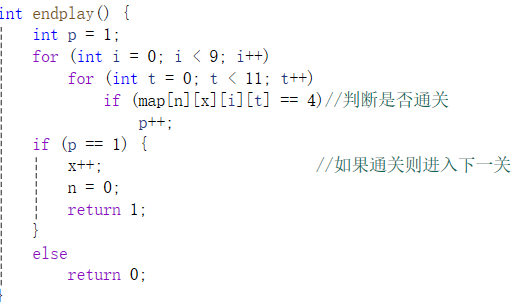 int endplay() {
    int p = 1;
    for (int i = 0; i < 9; i++)
        for (int t = 0; t < 11; t++)
            if (map[n][x][i][t] == 4)//判断是否通关
                p++;
    if (p == 1) {
        x++;                        //如果通关则进入下一关
        n = 0;
        return 1;
    }
    else
        return 0;
}